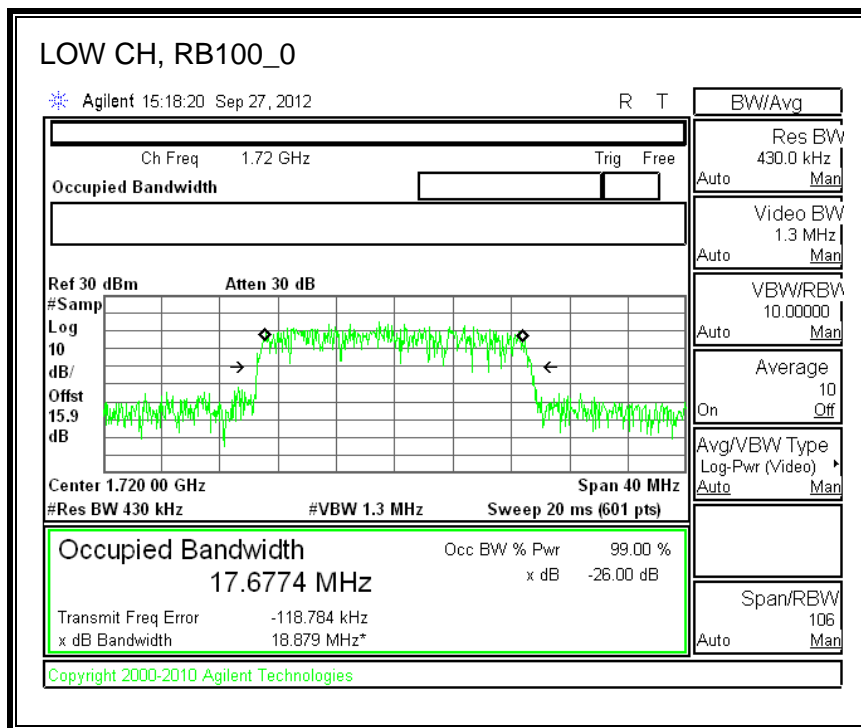 LOW CH, RB100_0
Agilent 15:18:20 Sep 27, 2012 R T
Ch Freq 1.72 GHz Trig Free
Occupied Bandwidth
Ref 30 dBm Atten 30 dB
#Samp
Log
10
dB/
Offst
15.9
dB
Center 1.720 00 GHz Span 40 MHz
#Res BW 430 kHz #VBW 1.3 MHz Sweep 20 ms (601 pts)
Occupied Bandwidth
17.6774 MHz
Occ BW % Pwr 99.00 %
x dB -26.00 dB
Transmit Freq Error -118.784 kHz
x dB Bandwidth 18.879 MHz*
Copyright 2000-2010 Agilent Technologies
BW/Avg
Res BW
430.0 kHz
Auto Man
Video BW
1.3 MHz
Auto Man
VBW/RBW
10.00000
Auto Man
Average
10
On Off
Avg/VBW Type
Log-Pwr (Video)
Auto Man
Span/RBW
106
Auto Man